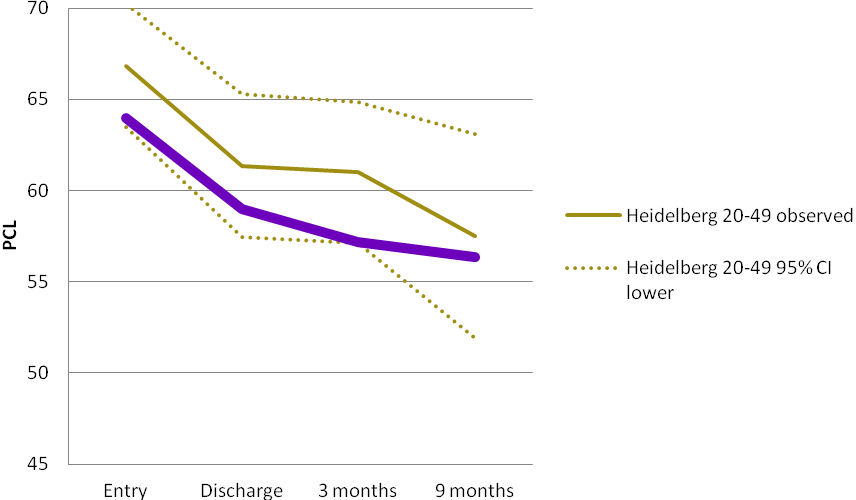 70
65
60
55
50
45
PCL
Entry
Discharge
3 months
9 months
Heidelberg 20-49 observed
Heidelberg 20-49 95% CI
lower